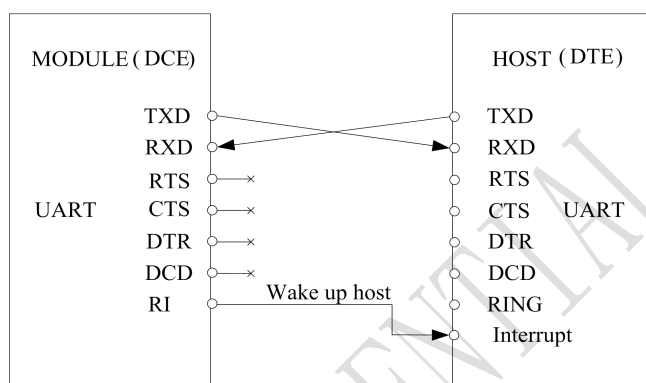 MODULE ( DCE ) HOST ( DTE )
TXD TXD
RXD RXD
RTS RTS
UART CTS CTS UART
DTR DTR
DCD DCD
RI Wake up host RING
Interrupt